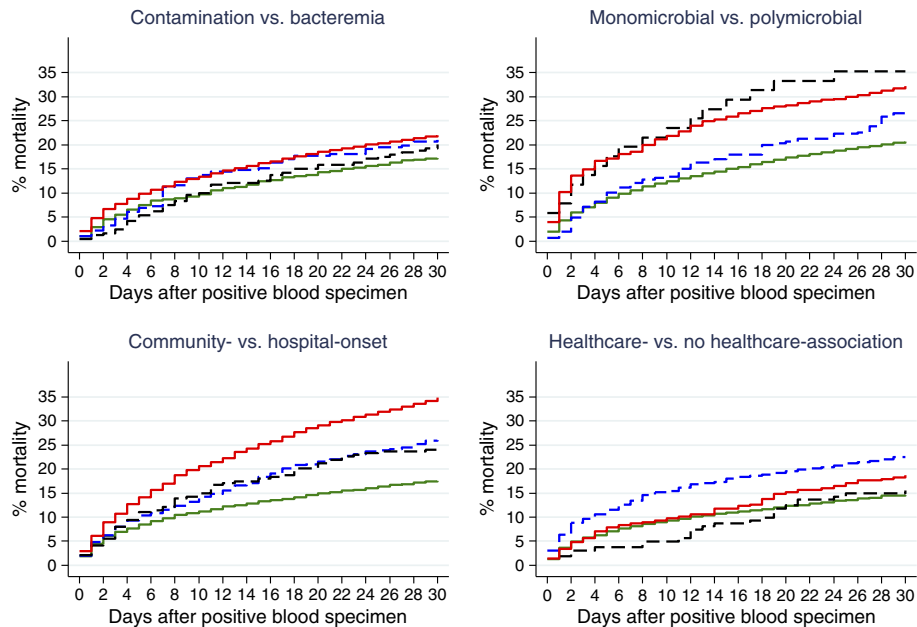 Contamination vs. bacteremia
% mortality
35
30
25
20
15
10
5
0
0 2 4 6 8 10 12 14 16 18 20 22 24 26 28 30
Days after positive blood specimen
Monomicrobial vs. polymicrobial
% mortality
35
30
25
20
15
10
5
0
0 2 4 6 8 10 12 14 16 18 20 22 24 26 28 30
Days after positive blood specimen
Community- vs. hospital-onset
% mortality
35
30
25
20
15
10
5
0
0 2 4 6 8 10 12 14 16 18 20 22 24 26 28 30
Days after positive blood specimen
Healthcare- vs. no healthcare-association
% mortality
35
30
25
20
15
10
5
0
0 2 4 6 8 10 12 14 16 18 20 22 24 26 28 30
Days after positive blood specimen